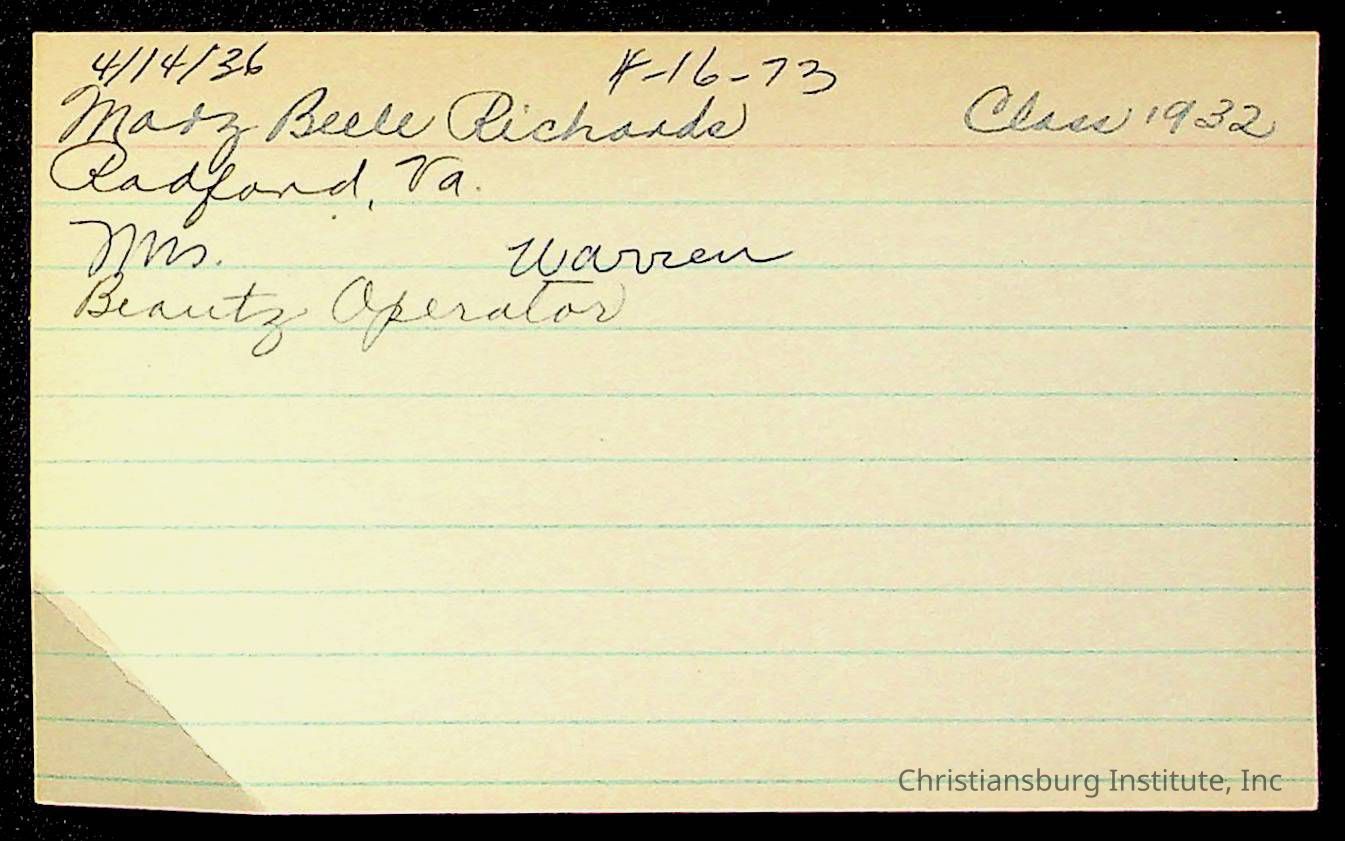 4/14/36 4-16-73
Mary Belle Richards Class 1932
Radford, Va.
Mrs. Warren
Beauty Operator
Christiansburg Institute, Inc